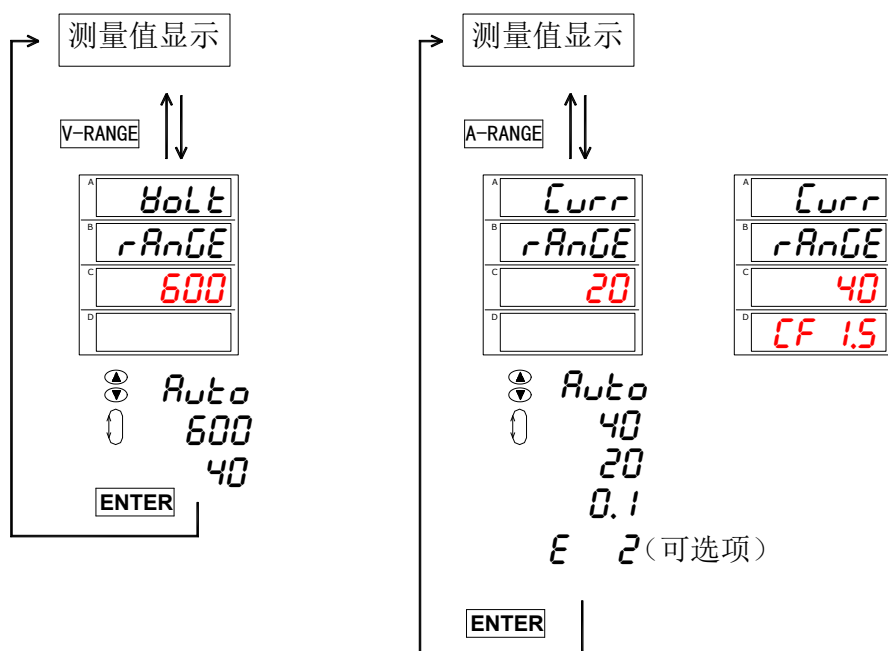 测量值显示
V-RANGE
A
VoLt
B
rAnGE
C
600
D
Auto
600
40
ENTER
测量值显示
A-RANGE
A
Curr
B
rAnGE
C
20
D
Auto
40
20
0.1
E 2(可选项)
ENTER
A
Curr
B
rAnGE
C
40
D
CF 1.5